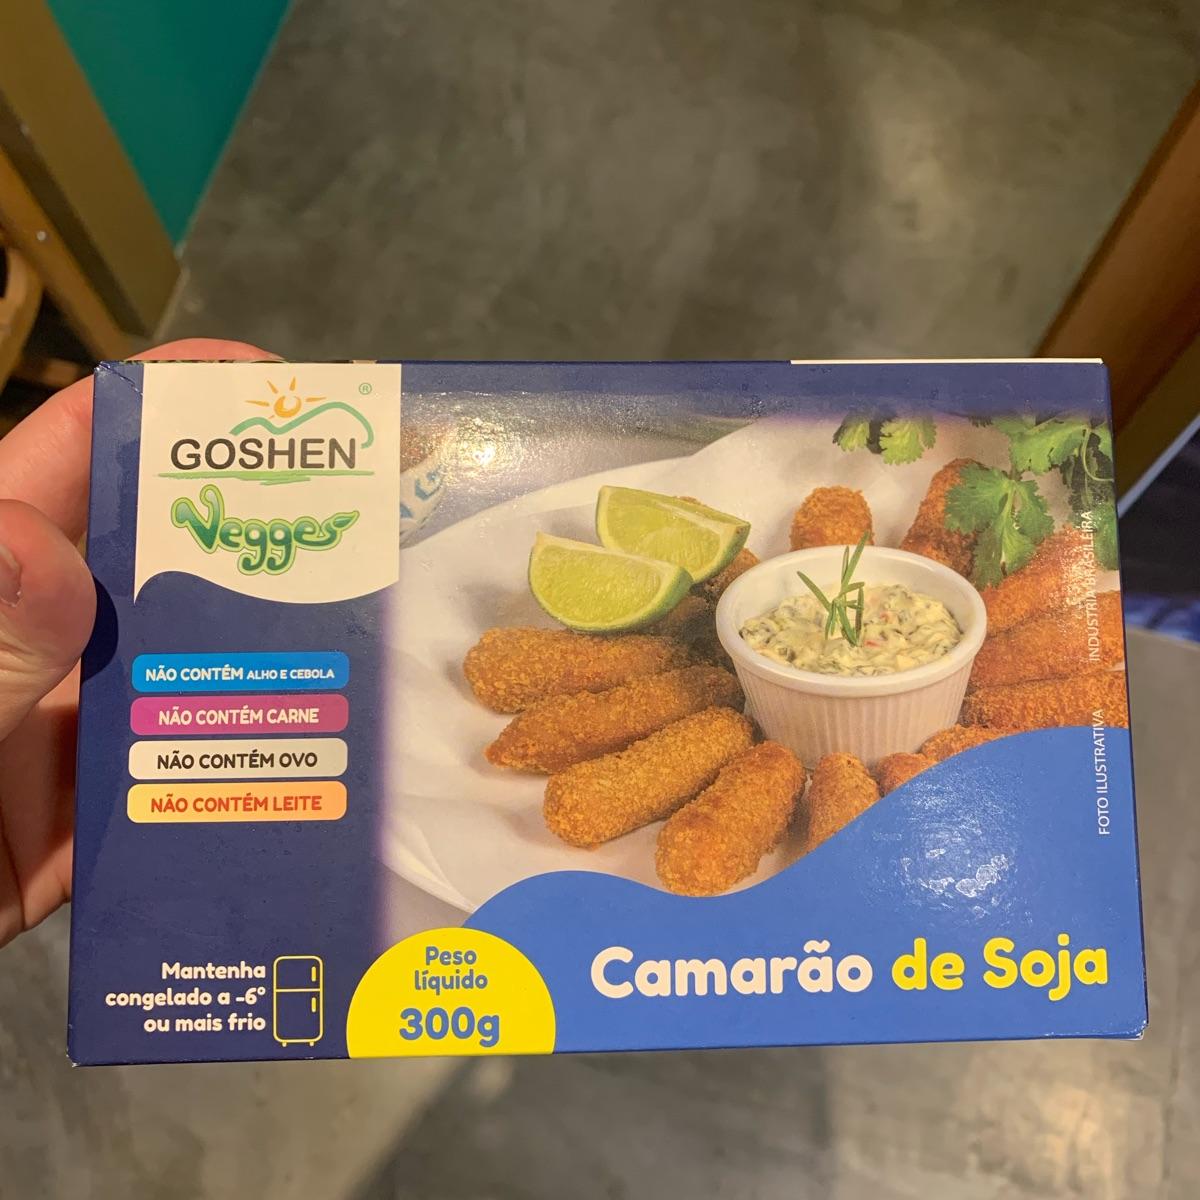 GOSHEN®
Vegges
NÃO CONTÉM ALHO E CEBOLA
NÃO CONTÉM CARNE
NÃO CONTÉM OVO
NÃO CONTÉM LEITE
Mantenha
congelado a -6°
ou mais frio
Peso
líquido
300g
Camarão de Soja
FOTO ILUSTRATIVA
INDÚSTRIA BRASILEIRA